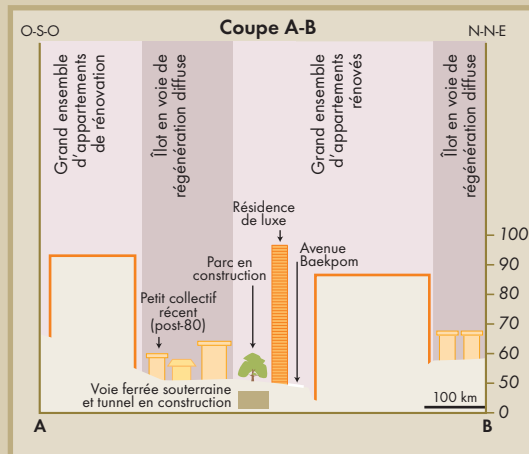 Coupe A-B
O-S-O
N-N-E
Grand ensemble
d'appartements
de rénovation
Îlot en voie de
régénération diffuse
Grand ensemble
d'appartements
rénovés
Îlot en voie de
régénération diffuse
Résidence
de luxe
Parc en
construction
Avenue
Baekpom
Petit collectif
récent
(post-80)
Voie ferrée souterraine
et tunnel en construction
100
90
80
70
60
50
0
100 km
A
B